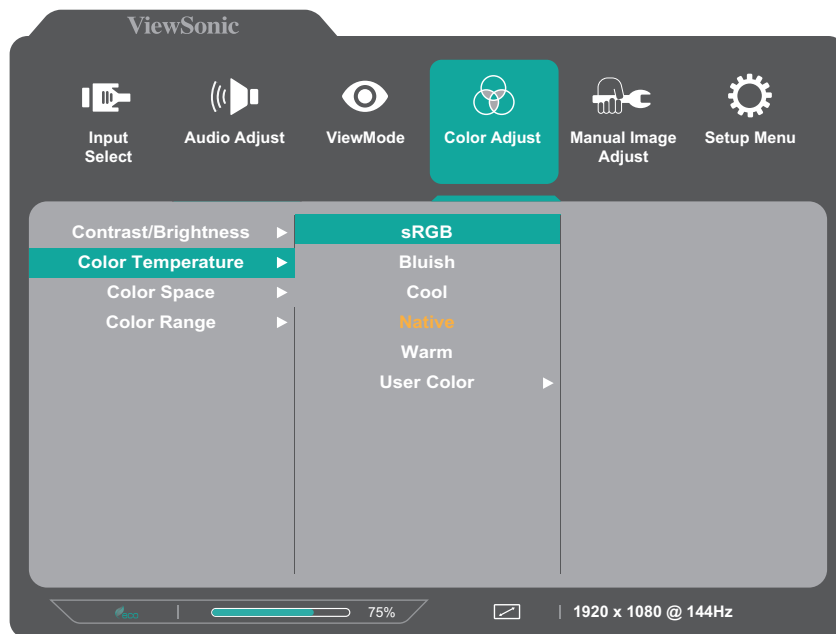 ViewSonic
Input
Select
Audio Adjust
ViewMode
Color Adjust
Manual Image
Adjust
Setup Menu
Contrast/Brightness
Color Temperature
Color Space
Color Range
sRGB
Bluish
Cool
Native
Warm
User Color
eco
75%
1920 x 1080 @ 144Hz